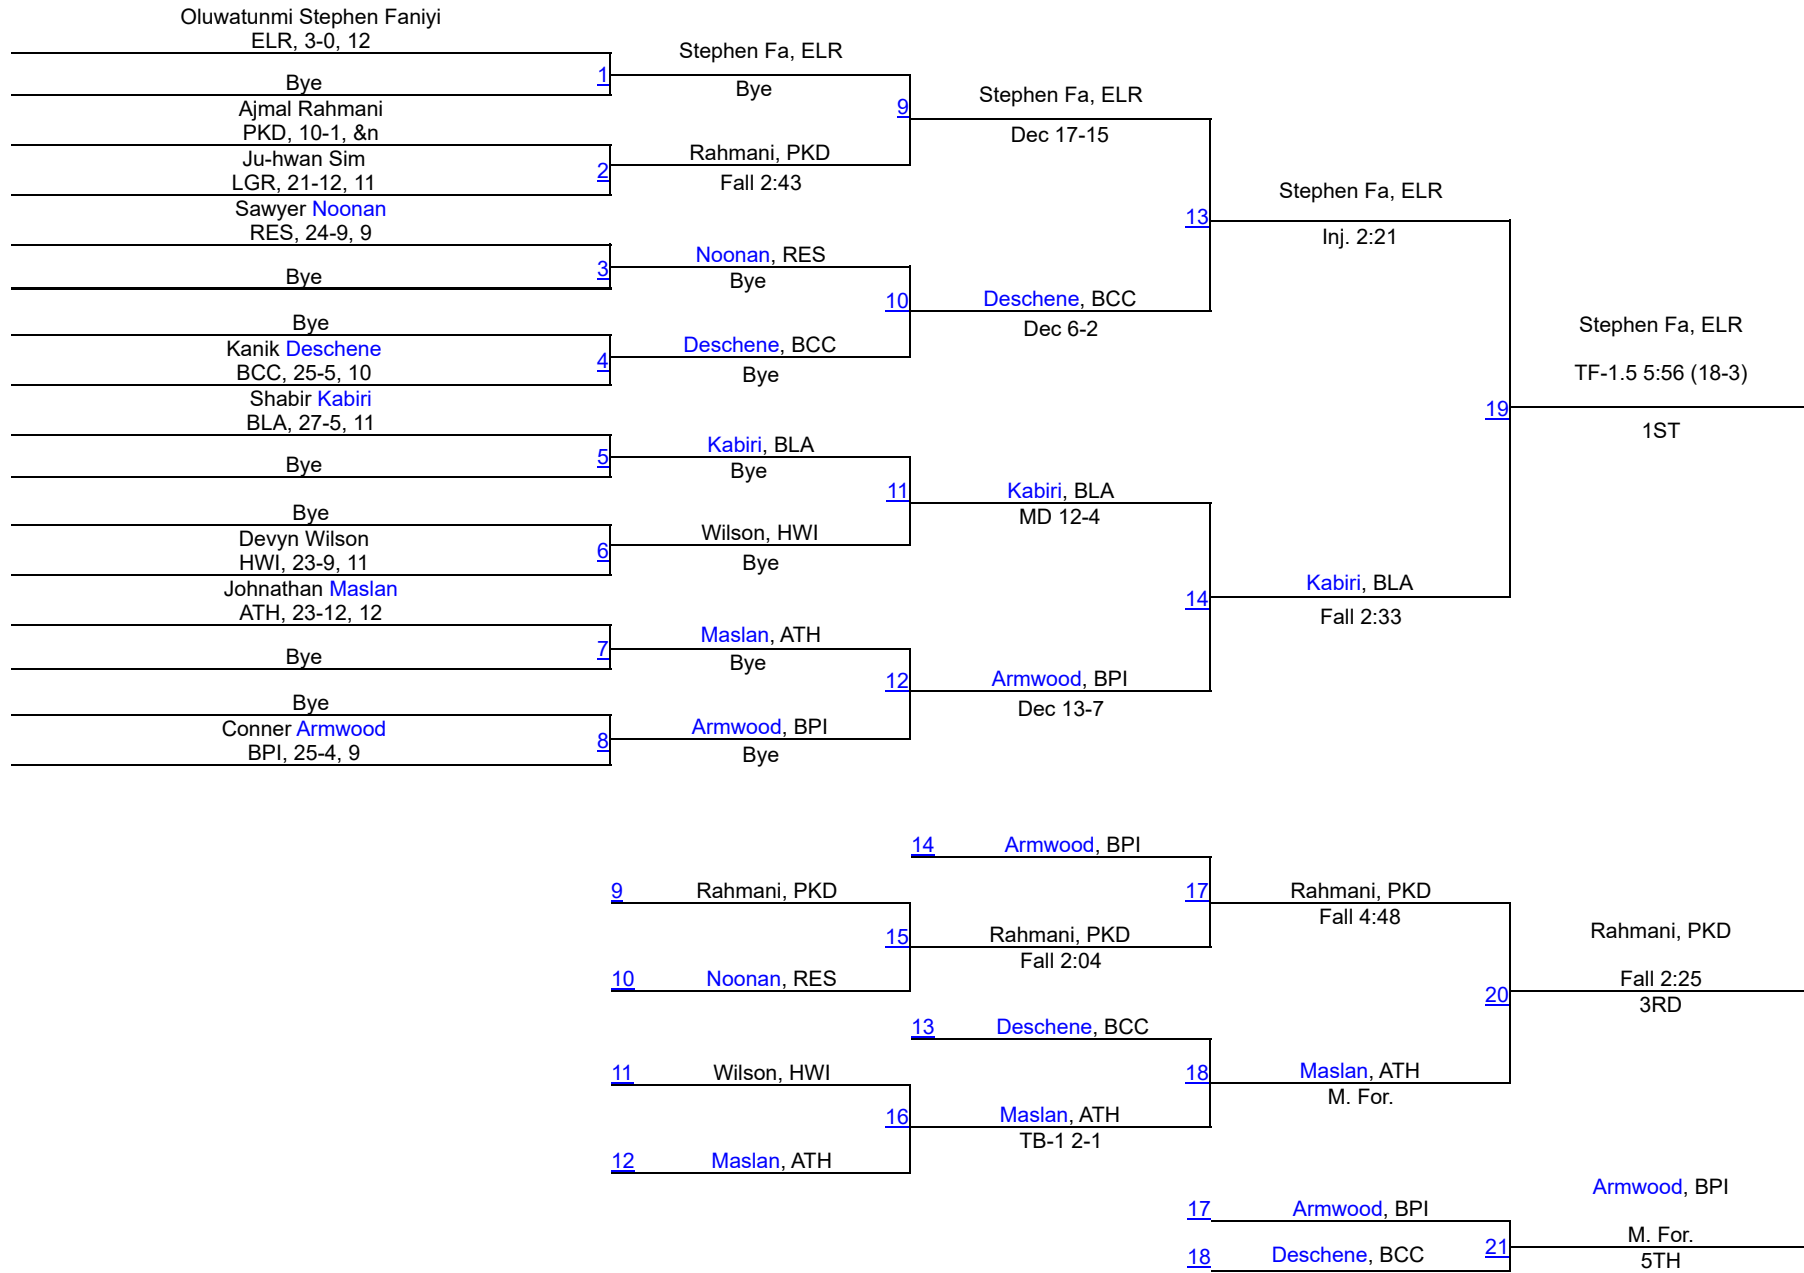 Oluwatunmi Stephen Faniyi
ELR, 3-0, 12
Bye
1
Ajmal Rahmani
PKD, 10-1, &n
Ju-hwan Sim
LGR, 21-12, 11
2
Sawyer Noonan
RES, 24-9, 9
Bye
3
Bye
Kanik Deschene
BCC, 25-5, 10
4
Shabir Kabiri
BLA, 27-5, 11
Bye
5
Bye
Devyn Wilson
HWI, 23-9, 11
6
Johnathan Maslan
ATH, 23-12, 12
Bye
7
Bye
Conner Armwood
BPI, 25-4, 9
8
Stephen Fa, ELR
Bye
9
Rahmani, PKD
Fall 2:43
Noonan, RES
Bye
10
Deschene, BCC
Bye
Kabiri, BLA
Bye
11
Wilson, HWI
Bye
Maslan, ATH
Bye
12
Armwood, BPI
Bye
Stephen Fa, ELR
Dec 17-15
13
Deschene, BCC
Dec 6-2
Kabiri, BLA
MD 12-4
14
Armwood, BPI
Dec 13-7
Stephen Fa, ELR
Inj. 2:21
19
Kabiri, BLA
Fall 2:33
Stephen Fa, ELR
TF-1.5 5:56 (18-3)
1ST
9 Rahmani, PKD
15
10 Noonan, RES
11 Wilson, HWI
16
12 Maslan, ATH
14 Armwood, BPI
17
Rahmani, PKD
Fall 2:04
13 Deschene, BCC
18
Maslan, ATH
TB-1 2-1
Rahmani, PKD
Fall 4:48
20
Maslan, ATH
M. For.
Rahmani, PKD
Fall 2:25
3RD
17 Armwood, BPI
18 Deschene, BCC
21
Armwood, BPI
M. For.
5TH